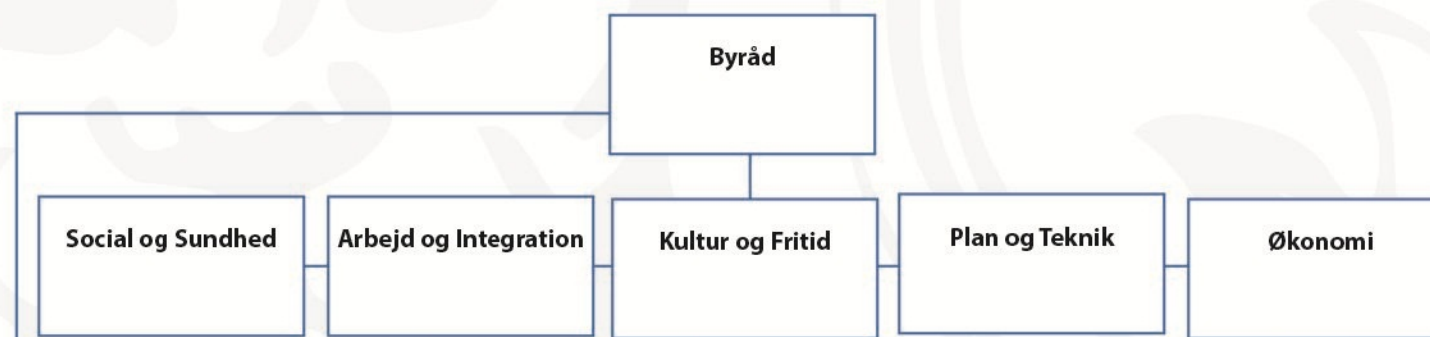 Byråd
Social og Sundhed
Arbejd og Integration
Kultur og Fritid
Plan og Teknik
Økonomi